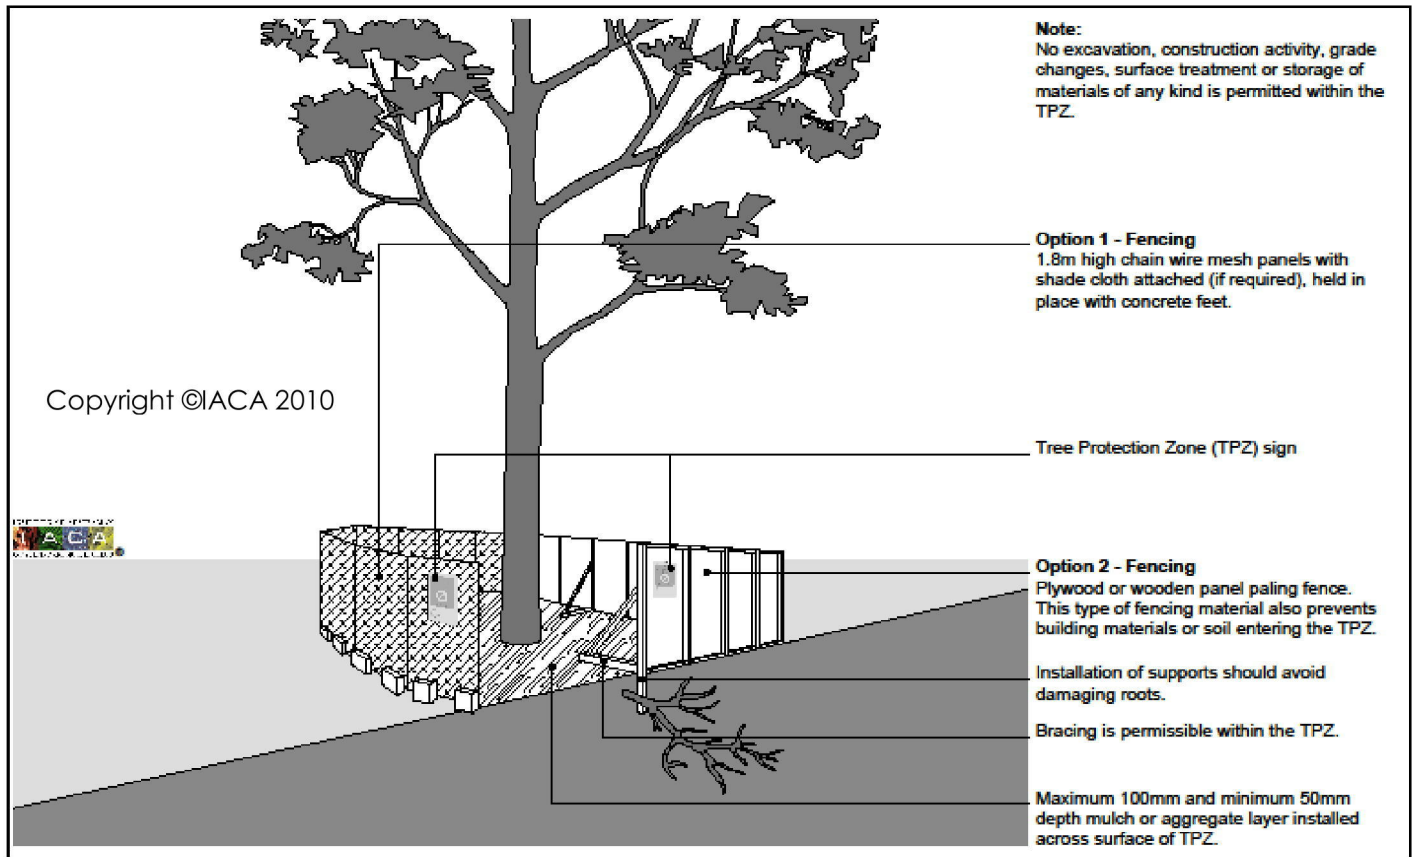 Note:
No excavation, construction activity, grade
changes, surface treatment or storage of
materials of any kind is permitted within the
TPZ.
Option 1 - Fencing
1.8m high chain wire mesh panels with
shade cloth attached (if required), held in
place with concrete feet.
Copyright ©IACA 2010
Tree Protection Zone (TPZ) sign
IACA
Option 2 - Fencing
Plywood or wooden panel paling fence.
This type of fencing material also prevents
building materials or soil entering the TPZ.
Installation of supports should avoid
damaging roots.
Bracing is permissible within the TPZ.
Maximum 100mm and minimum 50mm
depth mulch or aggregate layer installed
across surface of TPZ.